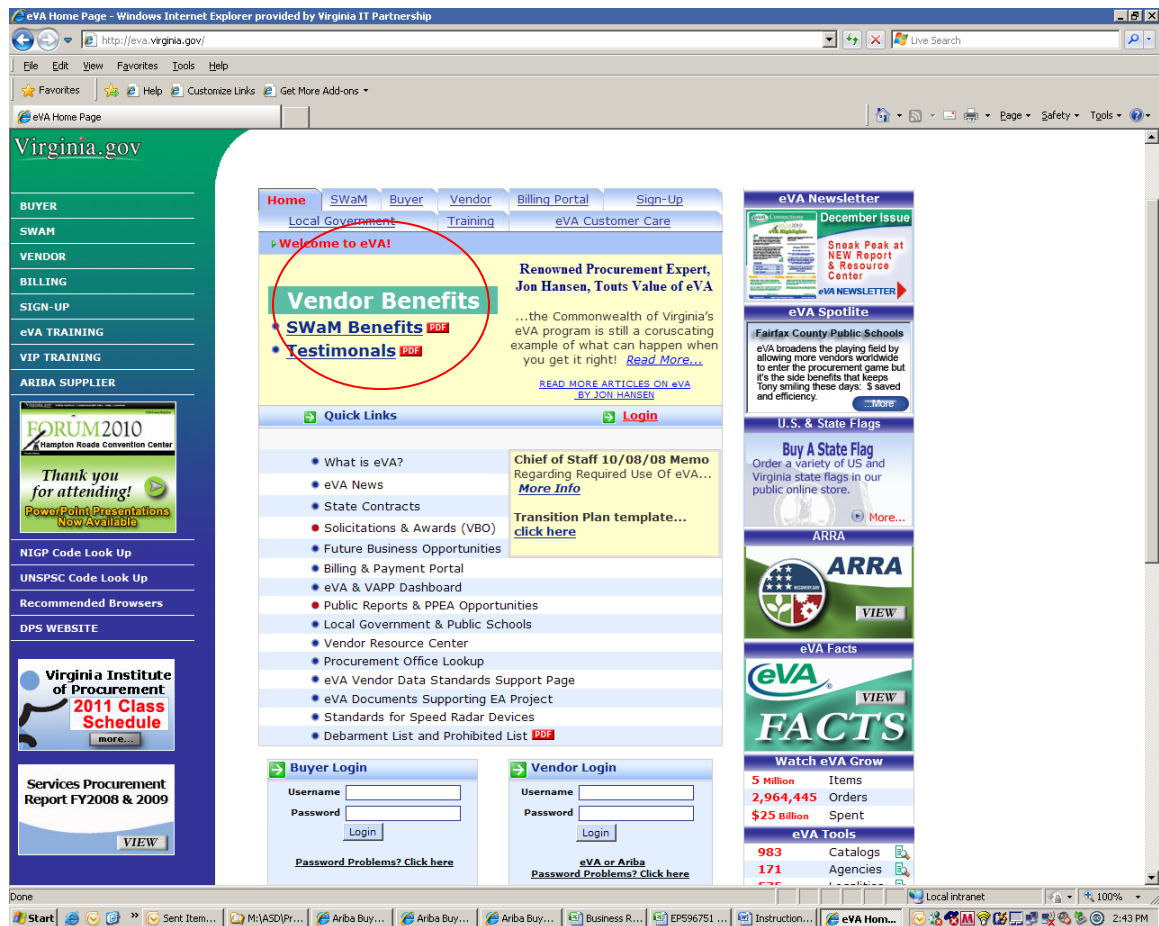 eVA Home Page - Windows Internet Explorer provided by Virginia IT Partnership
http://eva.virginia.gov/
Live Search
File Edit View Favorites Tools Help
Favorites Help Customize Links Get More Add-ons
eVA Home Page
Page Safety Tools
Virginia.gov
BUYER
SWAM
VENDOR
BILLING
SIGN-UP
eVA TRAINING
VIP TRAINING
ARIBA SUPPLIER
FORUM2010
Hampton Roads Convention Center
Thank you
for attending!
PowerPoint Presentations
Now Available
NIGP Code Look Up
UNSPSC Code Look Up
Recommended Browsers
DPS WEBSITE
Virginia Institute
of Procurement
2011 Class
Schedule
more...
Services Procurement
Report FY2008 & 2009
VIEW
Home SWaM Buyer Vendor Billing Portal Sign-Up
Local Government Training eVA Customer Care
Welcome to eVA!
Vendor Benefits
SWaM Benefits PDF
Testimonals PDF
Renowned Procurement Expert,
Jon Hansen, Touts Value of eVA
...the Commonwealth of Virginia's
eVA program is still a coruscating
example of what can happen when
you get it right! Read More...
READ MORE ARTICLES ON eVA
BY JON HANSEN
Quick Links
Login
What is eVA?
eVA News
State Contracts
Solicitations & Awards (VBO)
Future Business Opportunities
Billing & Payment Portal
eVA & VAPP Dashboard
Public Reports & PPEA Opportunities
Local Government & Public Schools
Vendor Resource Center
Procurement Office Lookup
eVA Vendor Data Standards Support Page
eVA Documents Supporting EA Project
Standards for Speed Radar Devices
Debarment List and Prohibited List PDF
Chief of Staff 10/08/08 Memo
Regarding Required Use Of eVA...
More Info
Transition Plan template...
click here
Buyer Login
Username
Password
Login
Password Problems? Click here
Vendor Login
Username
Password
Login
eVA or Ariba
Password Problems? Click here
eVA Newsletter
Connections
eVA Highlights
December Issue
Sneak Peak at
NEW Report
& Resource
Center
eVA NEWSLETTER
eVA Spotlite
Fairfax County Public Schools
eVA broadens the playing field by
allowing more vendors worldwide
to enter the procurement game but
it's the side benefits that keeps
Tony smiling these days: $ saved
and efficiency.
...More
U.S. & State Flags
Buy A State Flag
Order a variety of US and
Virginia state flags in our
public online store.
More...
ARRA
ARRA
RECOVERY.GOV
VIEW
eVA Facts
eVA
VIEW
FACTS
Watch eVA Grow
5 Million Items
2,964,445 Orders
$25 Billion Spent
eVA Tools
983 Catalogs
171 Agencies
Done
Local intranet
100%
Start
Sent Item...
M:\ASD\Pr...
Ariba Buy...
Ariba Buy...
Ariba Buy...
Business R...
EP596751 ...
Instruction...
eVA Hom...
2:43 PM